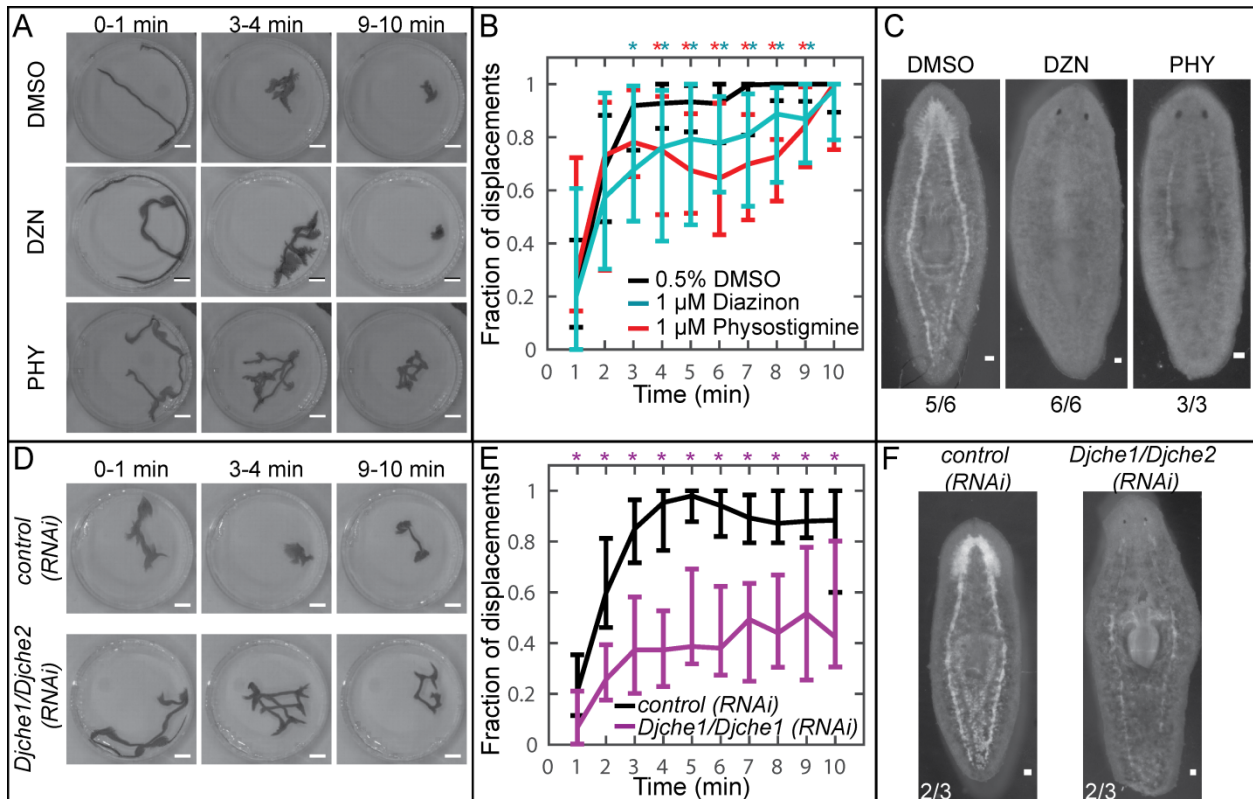 A
0-1 min
3-4 min
9-10 min
DMSO
DZN
PHY
B
* ** ** ** ** ** **
Fraction of displacements
1
0.8
0.6
0.4
0.2
0
0.5% DMSO
1 µM Diazinon
1 µM Physostigmine
0 1 2 3 4 5 6 7 8 9 10
Time (min)
C
DMSO
DZN
PHY
5/6
6/6
3/3
D
0-1 min
3-4 min
9-10 min
control
(RNAi)
Djche1/Djche2
(RNAi)
E
* * * * * * * * * *
Fraction of displacements
1
0.8
0.6
0.4
0.2
0
control (RNAi)
Djche1/Djche1 (RNAi)
0 1 2 3 4 5 6 7 8 9 10
Time (min)
F
control
(RNAi)
Djche1/Djche2
(RNAi)
2/3
2/3